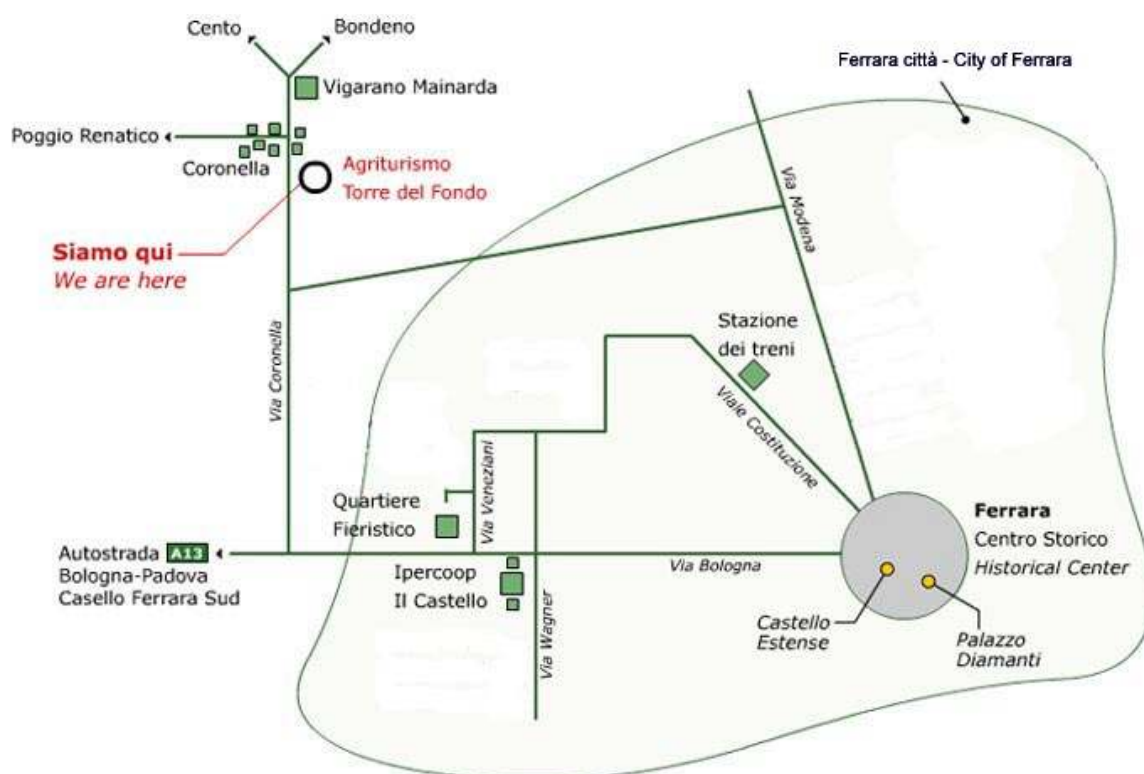 Cento
Bondeno
Vigarano Mainarda
Poggio Renatico
Coronella
Agriturismo
Torre del Fondo
Siamo qui
We are here
Ferrara città - City of Ferrara
Via Modena
Via Coronella
Stazione
dei treni
Viale Costituzione
Via Veneziani
Quartiere
Fieristico
Autostrada A13
Bologna-Padova
Casello Ferrara Sud
Ipercoop
Il Castello
Via Wagner
Via Bologna
Ferrara
Centro Storico
Historical Center
Castello
Estense
Palazzo
Diamanti